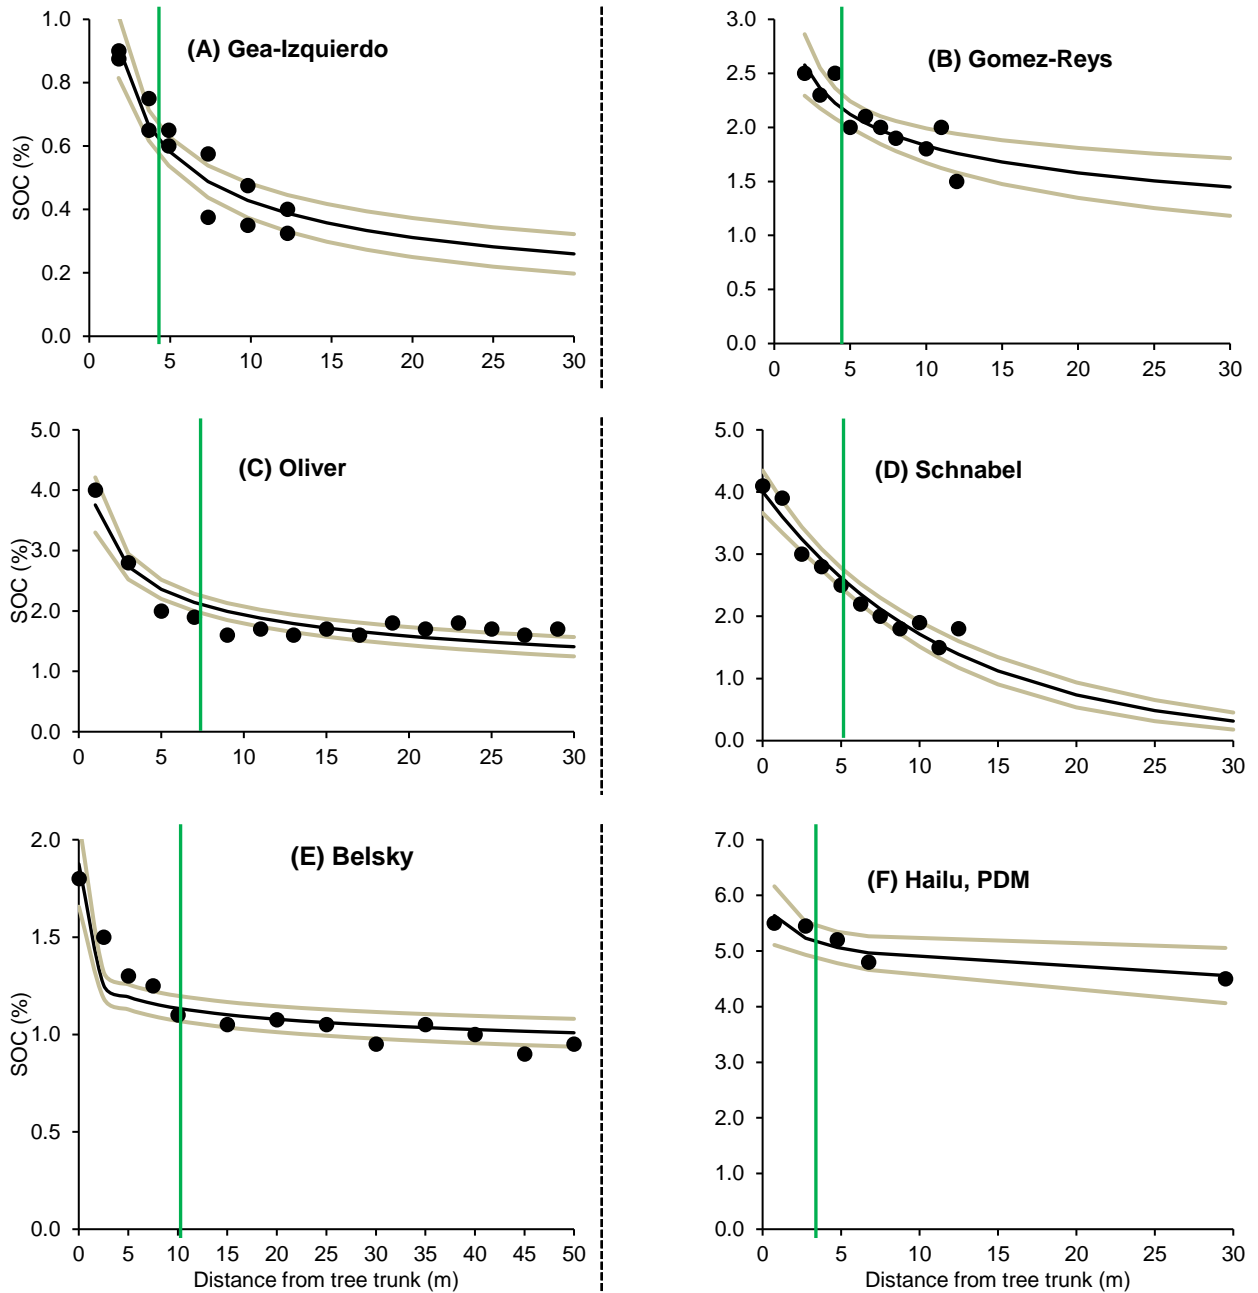 (A) Gea-Izquierdo
SOC (%)
1.0
0.8
0.6
0.4
0.2
0.0
0 5 10 15 20 25 30
(B) Gomez-Reys
3.0
2.5
2.0
1.5
1.0
0.5
0.0
0 5 10 15 20 25 30
(C) Oliver
SOC (%)
5.0
4.0
3.0
2.0
1.0
0.0
0 5 10 15 20 25 30
(D) Schnabel
5.0
4.0
3.0
2.0
1.0
0.0
0 5 10 15 20 25 30
(E) Belsky
SOC (%)
2.0
1.5
1.0
0.5
0.0
0 5 10 15 20 25 30 35 40 45 50
Distance from tree trunk (m)
(F) Hailu, PDM
7.0
6.0
5.0
4.0
3.0
2.0
1.0
0.0
0 5 10 15 20 25 30
Distance from tree trunk (m)